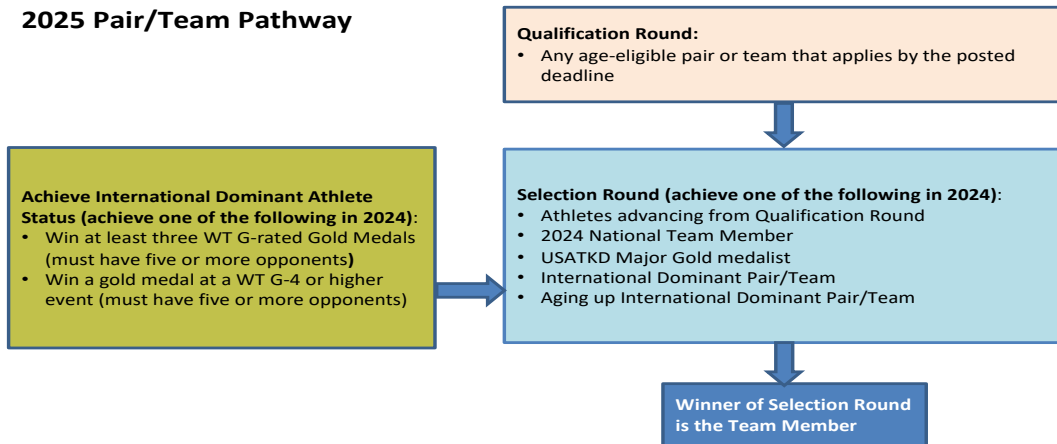 2025 Pair/Team Pathway
Qualification Round:
• Any age-eligible pair or team that applies by the posted
deadline
Achieve International Dominant Athlete
Status (achieve one of the following in 2024):
• Win at least three WT G-rated Gold Medals
(must have five or more opponents)
• Win a gold medal at a WT G-4 or higher
event (must have five or more opponents)
Selection Round (achieve one of the following in 2024):
• Athletes advancing from Qualification Round
• 2024 National Team Member
• USATKD Major Gold medalist
• International Dominant Pair/Team
• Aging up International Dominant Pair/Team
Winner of Selection Round
is the Team Member